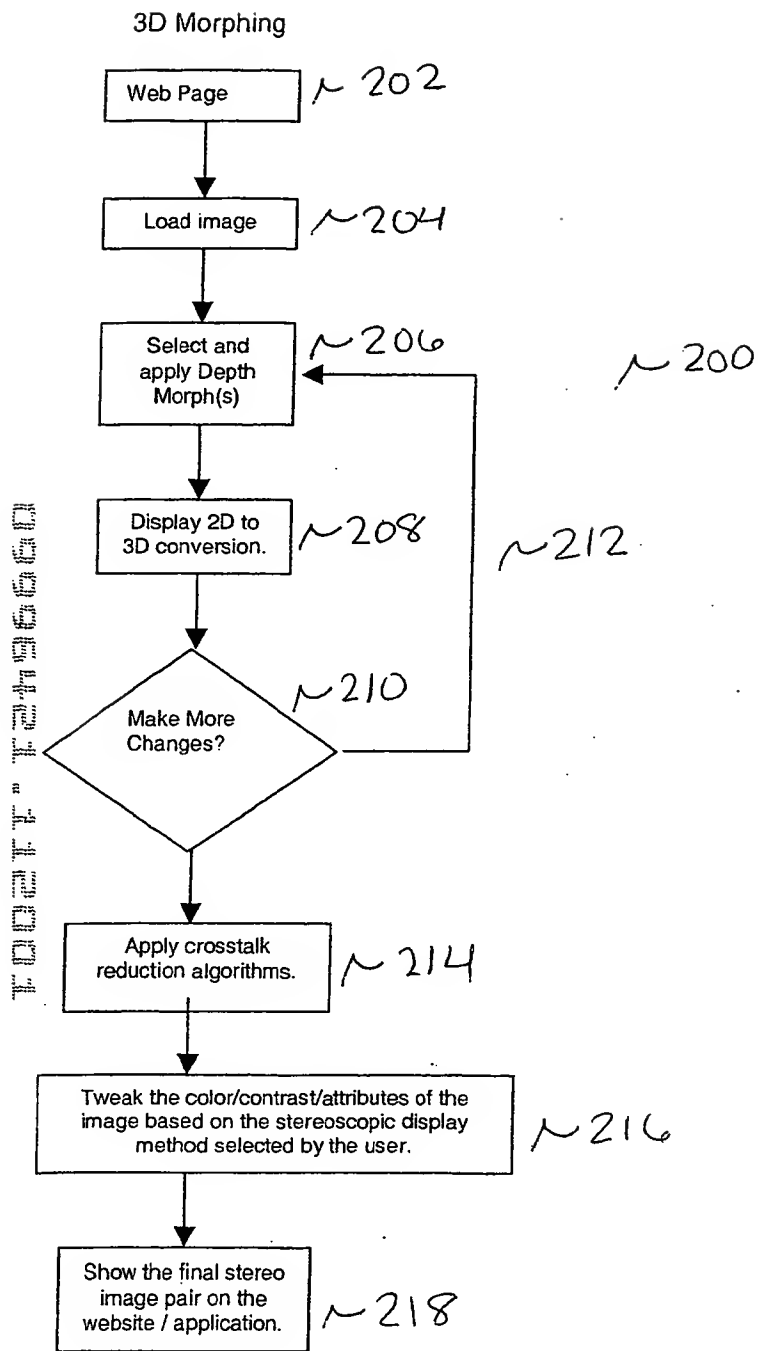 3D Morphing
Web Page
~202
Load image
~204
Select and
apply Depth
Morph(s)
~206
~200
Display 2D to
3D conversion.
~208
~212
Make More
Changes?
~210
Apply crosstalk
reduction algorithms.
~214
Tweak the color/contrast/attributes of the
image based on the stereoscopic display
method selected by the user.
~216
Show the final stereo
image pair on the
website / application.
~218